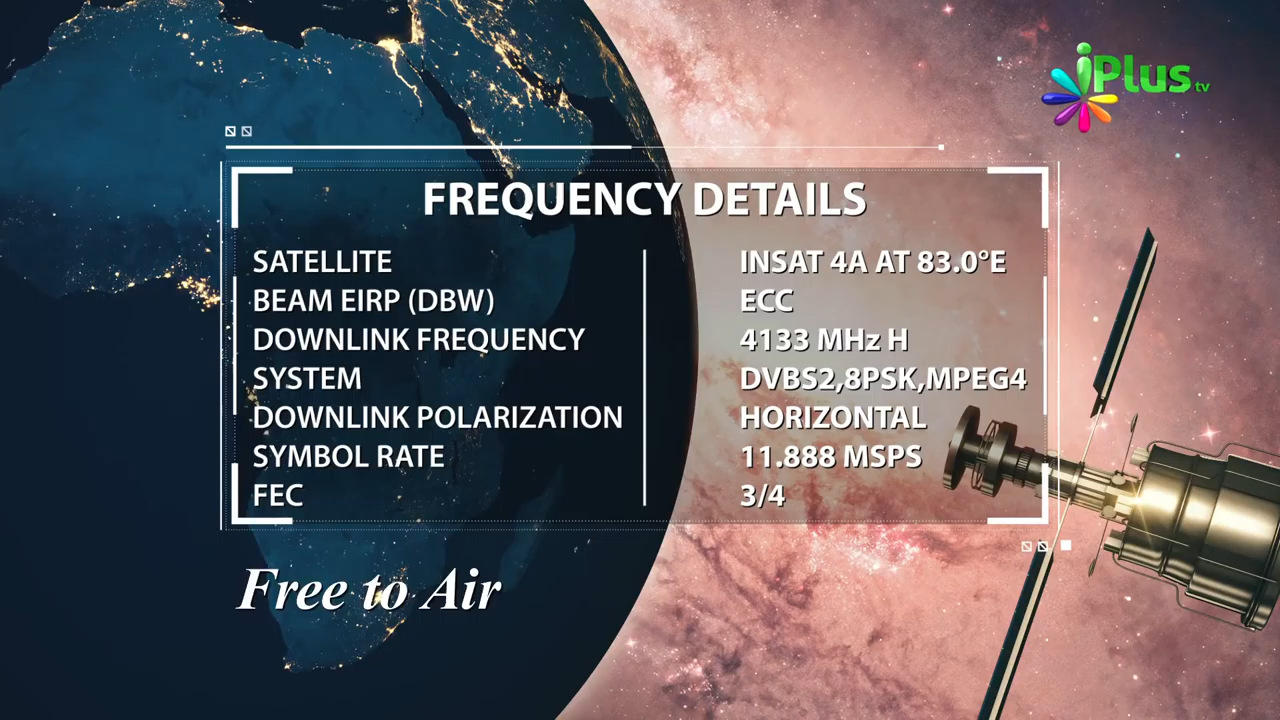 iPlus tv
FREQUENCY DETAILS
SATELLITE INSAT 4A AT 83.0°E
BEAM EIRP (DBW) ECC
DOWNLINK FREQUENCY 4133 MHz H
SYSTEM DVBS2,8PSK,MPEG4
DOWNLINK POLARIZATION HORIZONTAL
SYMBOL RATE 11.888 MSPS
FEC 3/4
Free to Air